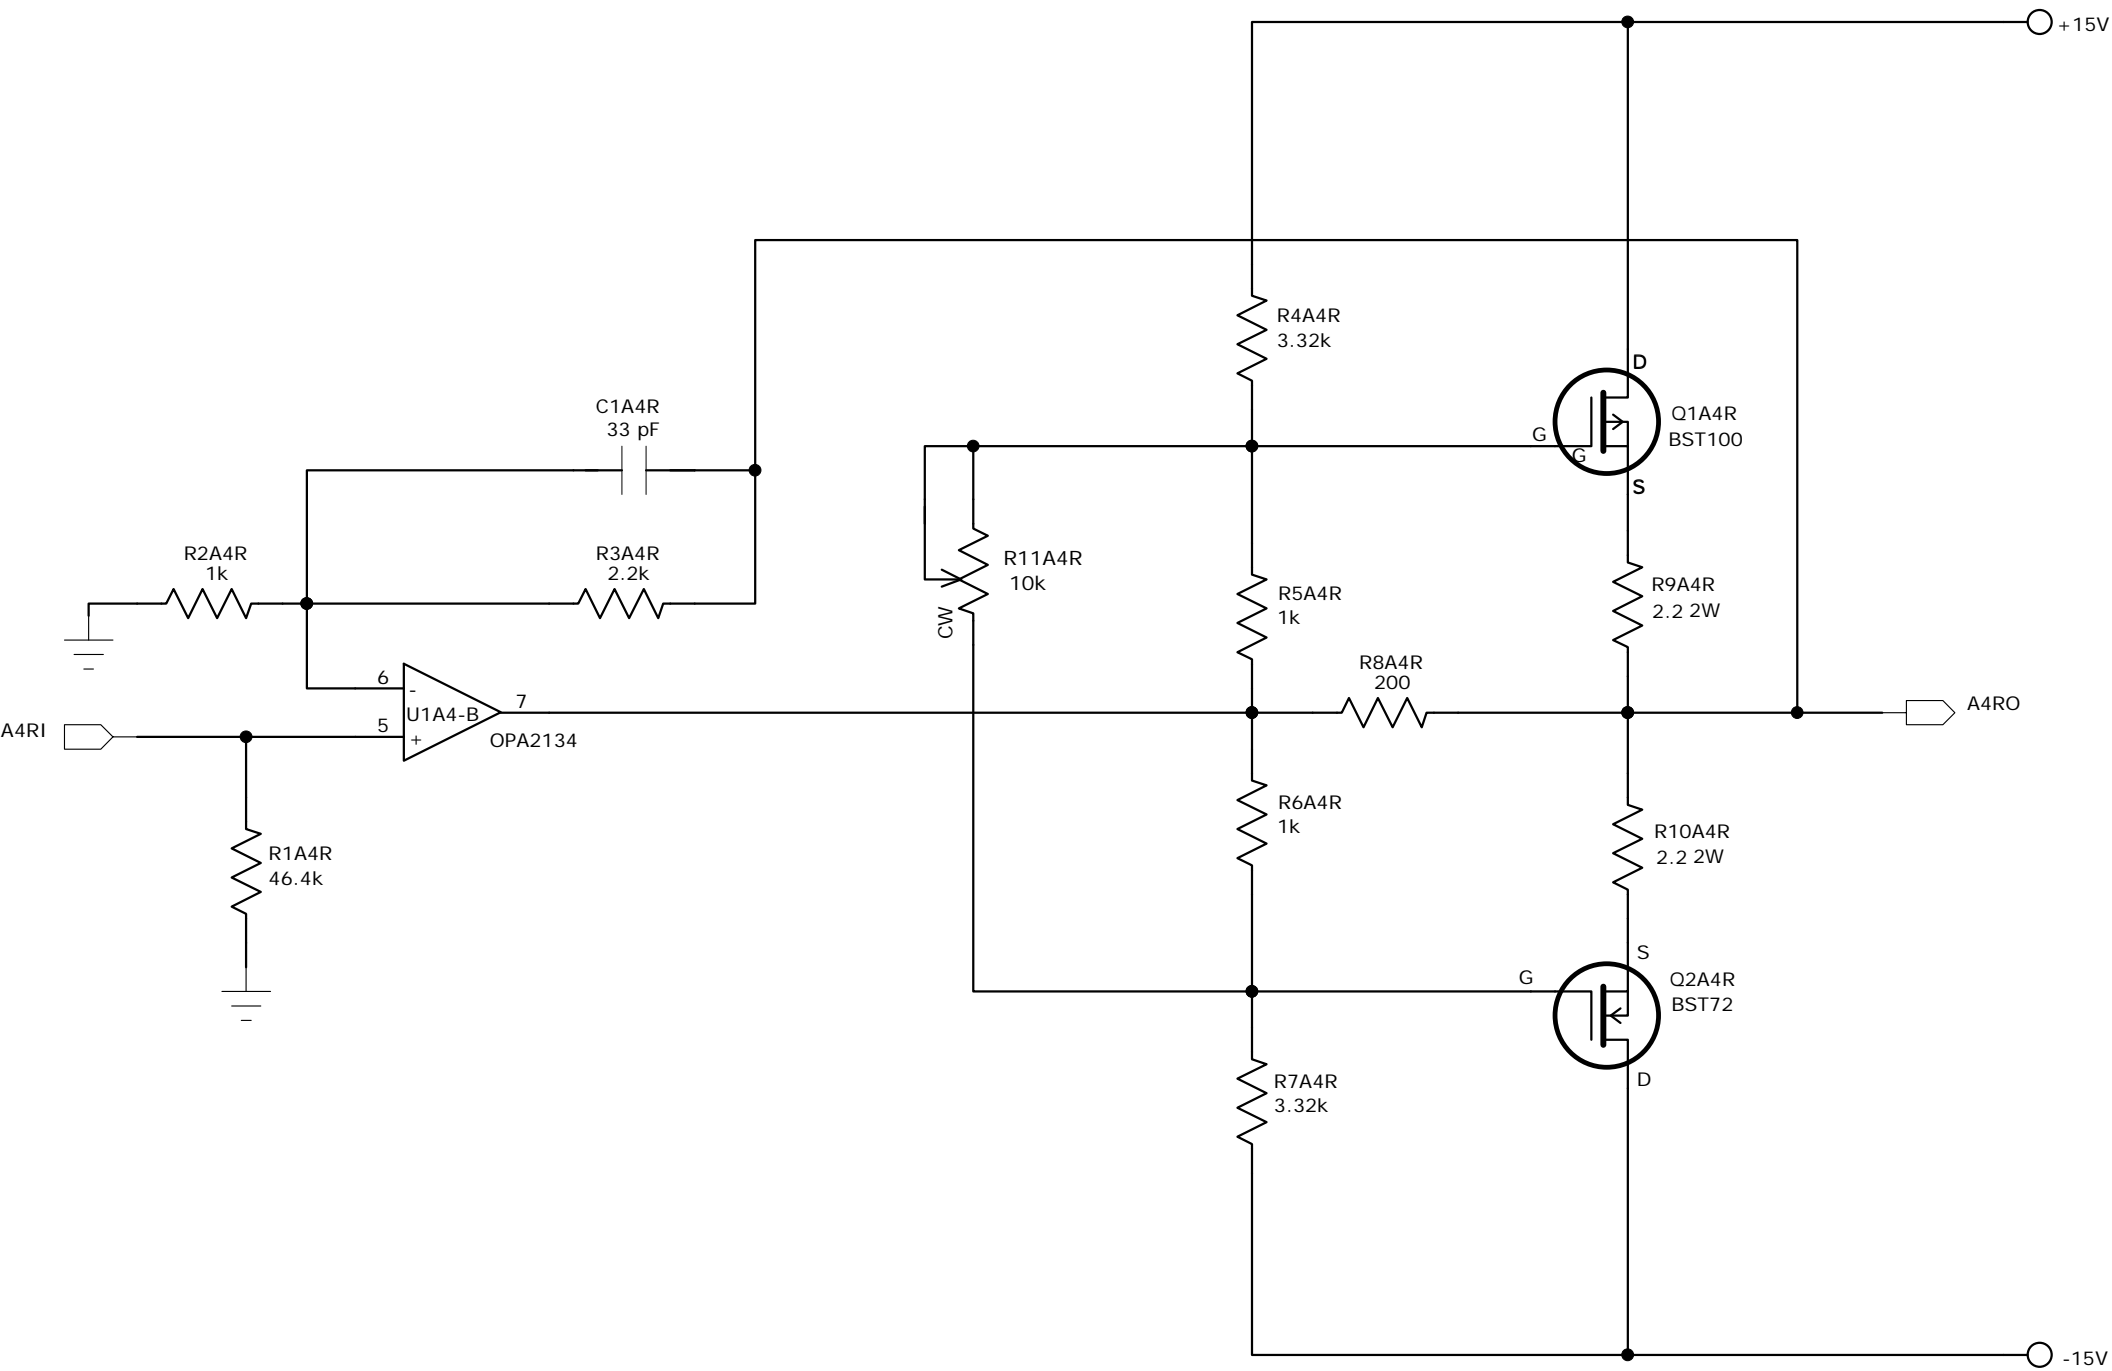 +15V
R4A4R
3.32k
D
C1A4R
33 pF
Q1A4R
BST100
G
G
S
R2A4R
1k
R3A4R
2.2k
R11A4R
10k
CW
R5A4R
1k
R9A4R
2.2 2W
R8A4R
200
6
-
7
U1A4-B
A4RI
5
+
OPA2134
A4RO
R6A4R
1k
R10A4R
2.2 2W
R1A4R
46.4k
S
G
Q2A4R
BST72
D
R7A4R
3.32k
-15V